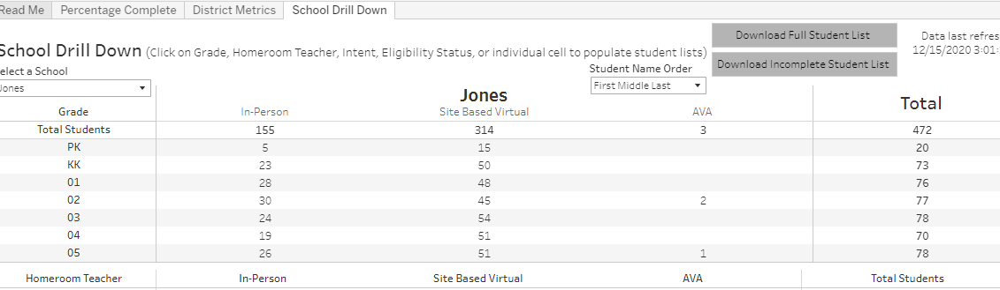 Read Me Percentage Complete District Metrics School Drill Down
Download Full Student List
Data last refres
School Drill Down (Click on Grade, Homeroom Teacher, Intent, Eligibility Status, or individual cell to populate student lists)
12/15/2020 3:01:
Download Incomplete Student List
elect a School
Student Name Order
Jones
First Middle Last
Jones
Total
Grade In-Person Site Based Virtual AVA
Total Students 155 314 3 472
PK 5 15 20
KK 23 50 73
01 28 48 76
02 30 45 2 77
03 24 54 78
04 19 51 70
05 26 51 1 78
Homeroom Teacher In-Person Site Based Virtual AVA Total Students